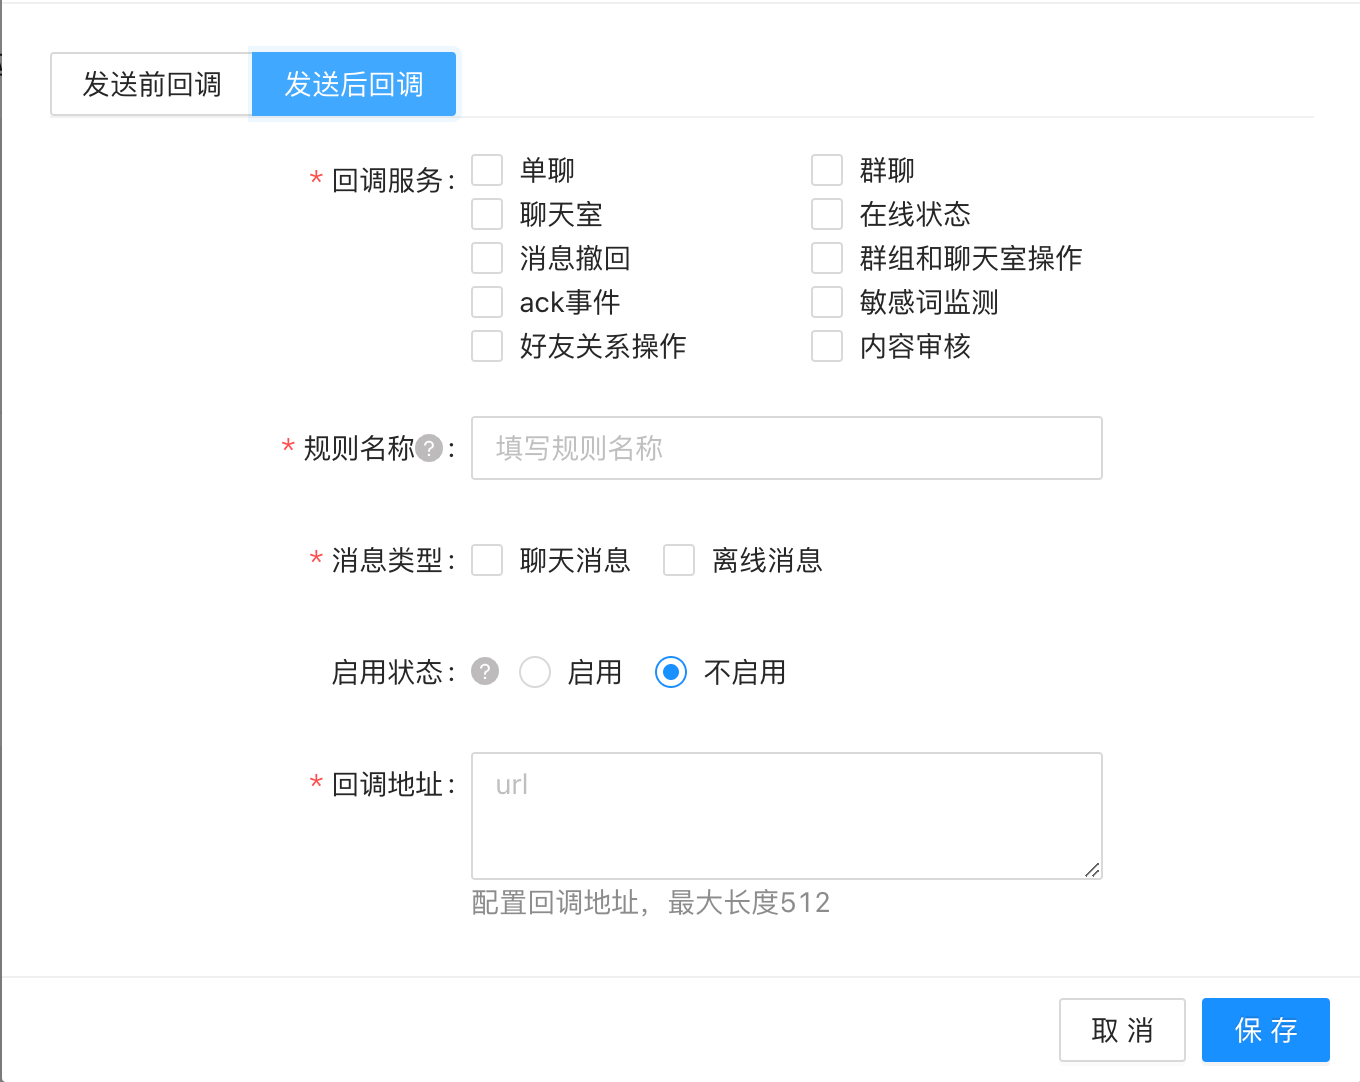 发送前回调 发送后回调
* 回调服务: 单聊 群聊
聊天室 在线状态
消息撤回 群组和聊天室操作
ack事件 敏感词监测
好友关系操作 内容审核
* 规则名称?: 填写规则名称
* 消息类型: 聊天消息 离线消息
启用状态: ? 启用 不启用
* 回调地址: url
配置回调地址，最大长度512
取 消 保 存